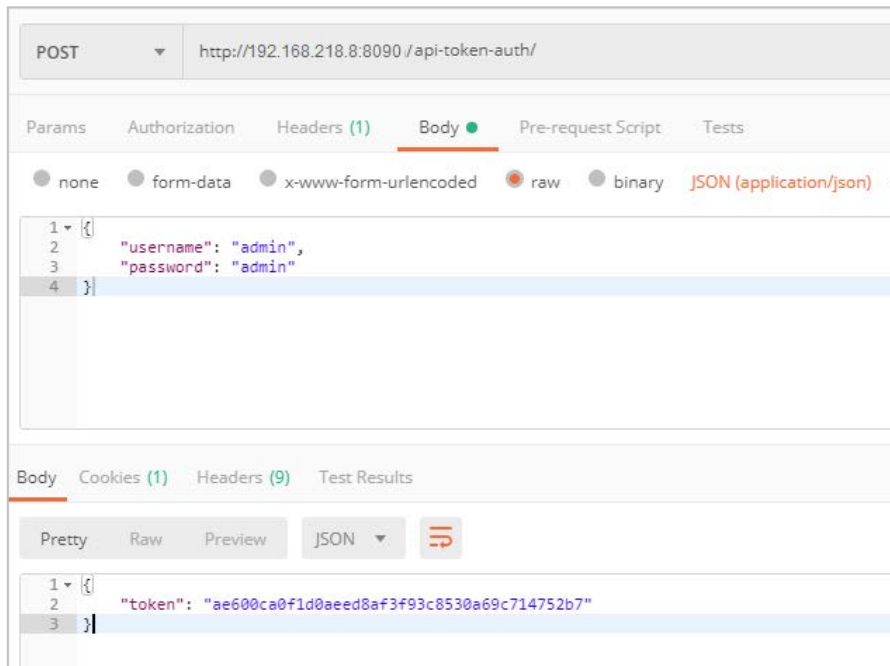 POST http://192.168.218.8:8090 /api-token-auth/
Params Authorization Headers (1) Body Pre-request Script Tests
none form-data x-www-form-urlencoded raw binary JSON (application/json)
1 {
2 "username": "admin",
3 "password": "admin"
4 }
Body Cookies (1) Headers (9) Test Results
Pretty Raw Preview JSON
1 {
2 "token": "ae600ca0f1d0aeed8af3f93c8530a69c714752b7"
3 }